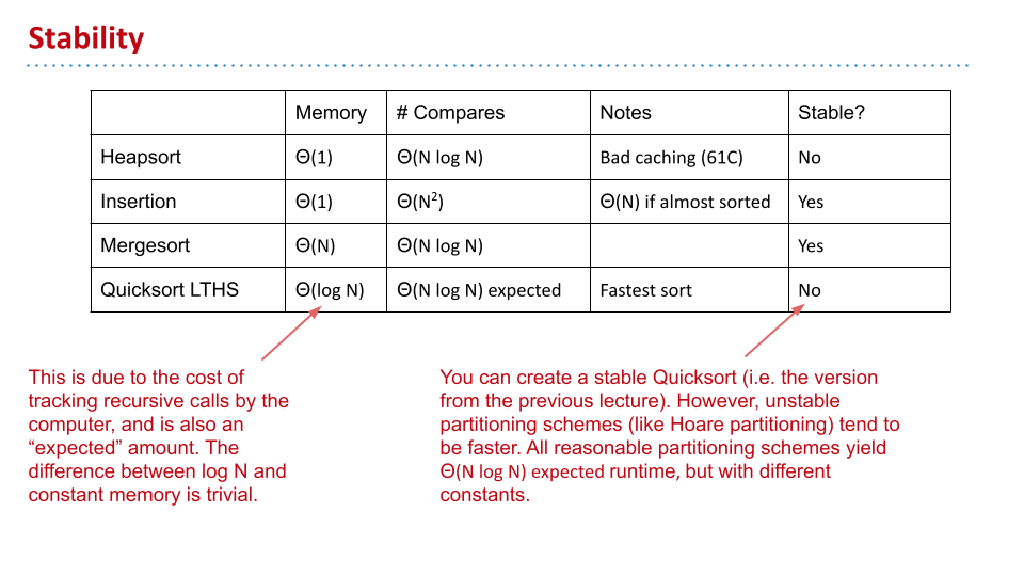 Stability
Memory # Compares Notes Stable?
Heapsort Θ(1) Θ(N log N) Bad caching (61C) No
Insertion Θ(1) Θ(N²) Θ(N) if almost sorted Yes
Mergesort Θ(N) Θ(N log N) Yes
Quicksort LTHS Θ(log N) Θ(N log N) expected Fastest sort No
This is due to the cost of
tracking recursive calls by the
computer, and is also an
“expected” amount. The
difference between log N and
constant memory is trivial.
You can create a stable Quicksort (i.e. the version
from the previous lecture). However, unstable
partitioning schemes (like Hoare partitioning) tend to
be faster. All reasonable partitioning schemes yield
Θ(N log N) expected runtime, but with different
constants.